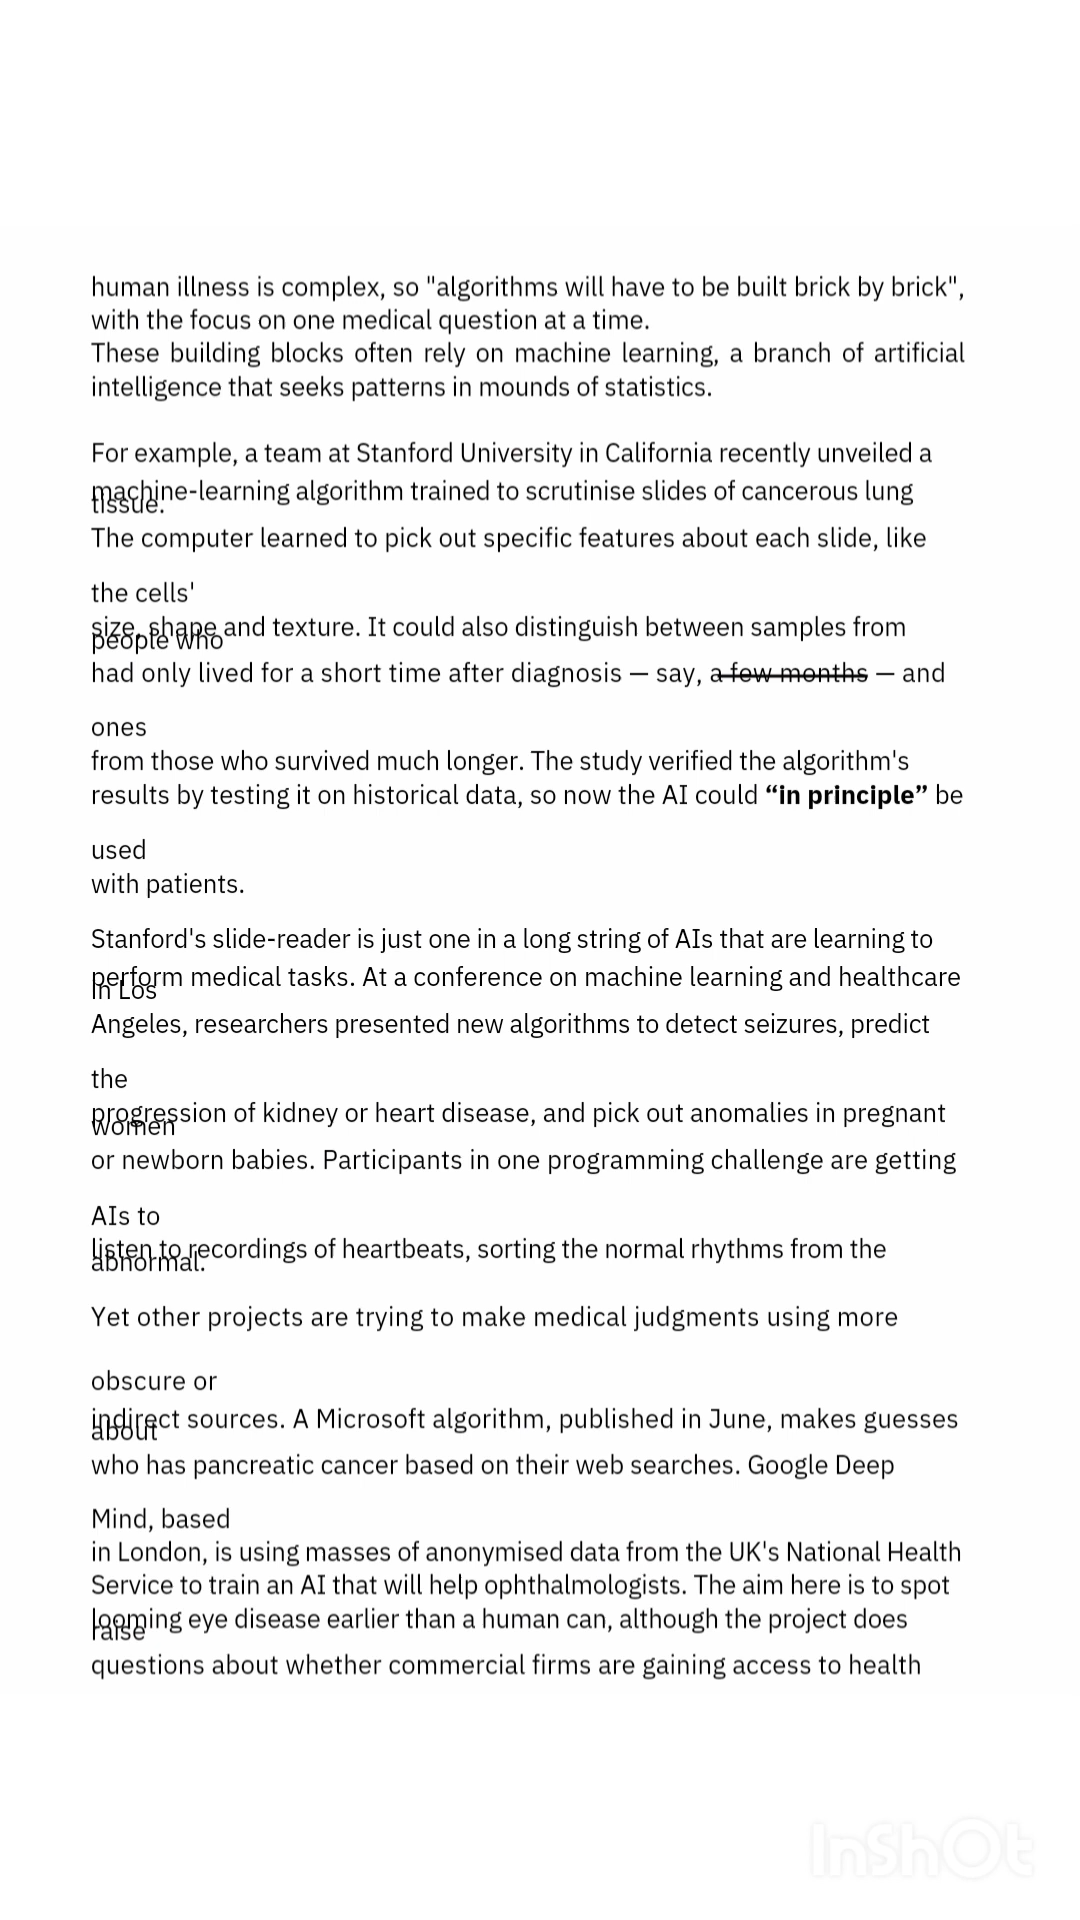 human illness is complex, so "algorithms will have to be built brick by brick",
with the focus on one medical question at a time.
These building blocks often rely on machine learning, a branch of artificial
intelligence that seeks patterns in mounds of statistics.
For example, a team at Stanford University in California recently unveiled a
machine-learning algorithm trained to scrutinise slides of cancerous lung
tissue.
The computer learned to pick out specific features about each slide, like
the cells'
size, shape and texture. It could also distinguish between samples from
people who
had only lived for a short time after diagnosis — say, a few months — and
ones
from those who survived much longer. The study verified the algorithm's
results by testing it on historical data, so now the AI could “in principle” be
used
with patients.
Stanford's slide-reader is just one in a long string of AIs that are learning to
perform medical tasks. At a conference on machine learning and healthcare
in Los
Angeles, researchers presented new algorithms to detect seizures, predict
the
progression of kidney or heart disease, and pick out anomalies in pregnant
women
or newborn babies. Participants in one programming challenge are getting
AIs to
listen to recordings of heartbeats, sorting the normal rhythms from the
abnormal.
Yet other projects are trying to make medical judgments using more
obscure or
indirect sources. A Microsoft algorithm, published in June, makes guesses
about
who has pancreatic cancer based on their web searches. Google Deep
Mind, based
in London, is using masses of anonymised data from the UK's National Health
Service to train an AI that will help ophthalmologists. The aim here is to spot
looming eye disease earlier than a human can, although the project does
raise
questions about whether commercial firms are gaining access to health
InShOt